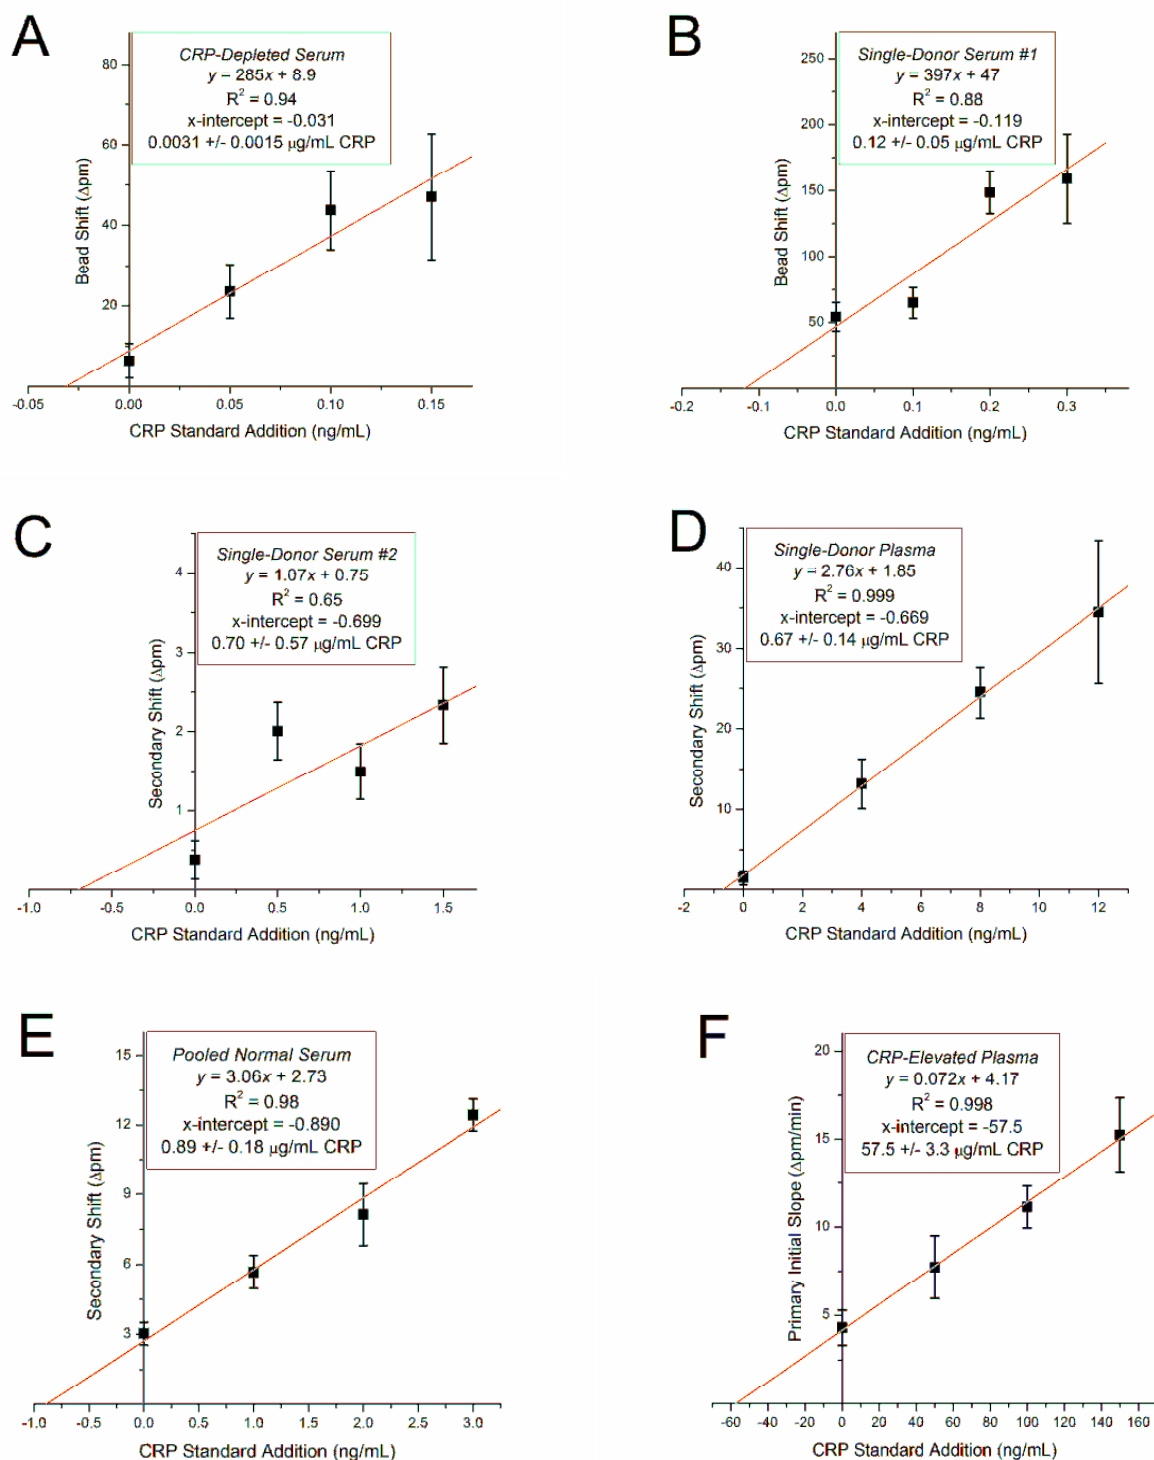 A
CRP-Depleted Serum
y = 285x + 8.9
R² = 0.94
x-intercept = -0.031
0.0031 +/- 0.0015 μg/mL CRP
80
60
40
20
Bead Shift (Δpm)
-0.05 0.00 0.05 0.10 0.15
CRP Standard Addition (ng/mL)
B
Single-Donor Serum #1
y = 397x + 47
R² = 0.88
x-intercept = -0.119
0.12 +/- 0.05 μg/mL CRP
250
200
150
100
50
Bead Shift (Δpm)
-0.2 -0.1 0.0 0.1 0.2 0.3
CRP Standard Addition (ng/mL)
C
Single-Donor Serum #2
y = 1.07x + 0.75
R² = 0.65
x-intercept = -0.699
0.70 +/- 0.57 μg/mL CRP
4
3
2
1
Secondary Shift (Δpm)
-1.0 -0.5 0.0 0.5 1.0 1.5
CRP Standard Addition (ng/mL)
D
Single-Donor Plasma
y = 2.76x + 1.85
R² = 0.999
x-intercept = -0.669
0.67 +/- 0.14 μg/mL CRP
40
30
20
10
Secondary Shift (Δpm)
-2 0 2 4 6 8 10 12
CRP Standard Addition (ng/mL)
E
Pooled Normal Serum
y = 3.06x + 2.73
R² = 0.98
x-intercept = -0.890
0.89 +/- 0.18 μg/mL CRP
15
12
9
6
3
Secondary Shift (Δpm)
-1.0 -0.5 0.0 0.5 1.0 1.5 2.0 2.5 3.0
CRP Standard Addition (ng/mL)
F
CRP-Elevated Plasma
y = 0.072x + 4.17
R² = 0.998
x-intercept = -57.5
57.5 +/- 3.3 μg/mL CRP
20
15
10
5
Primary Initial Slope (Δpm/min)
-60 -40 -20 0 20 40 60 80 100 120 140 160
CRP Standard Addition (ng/mL)